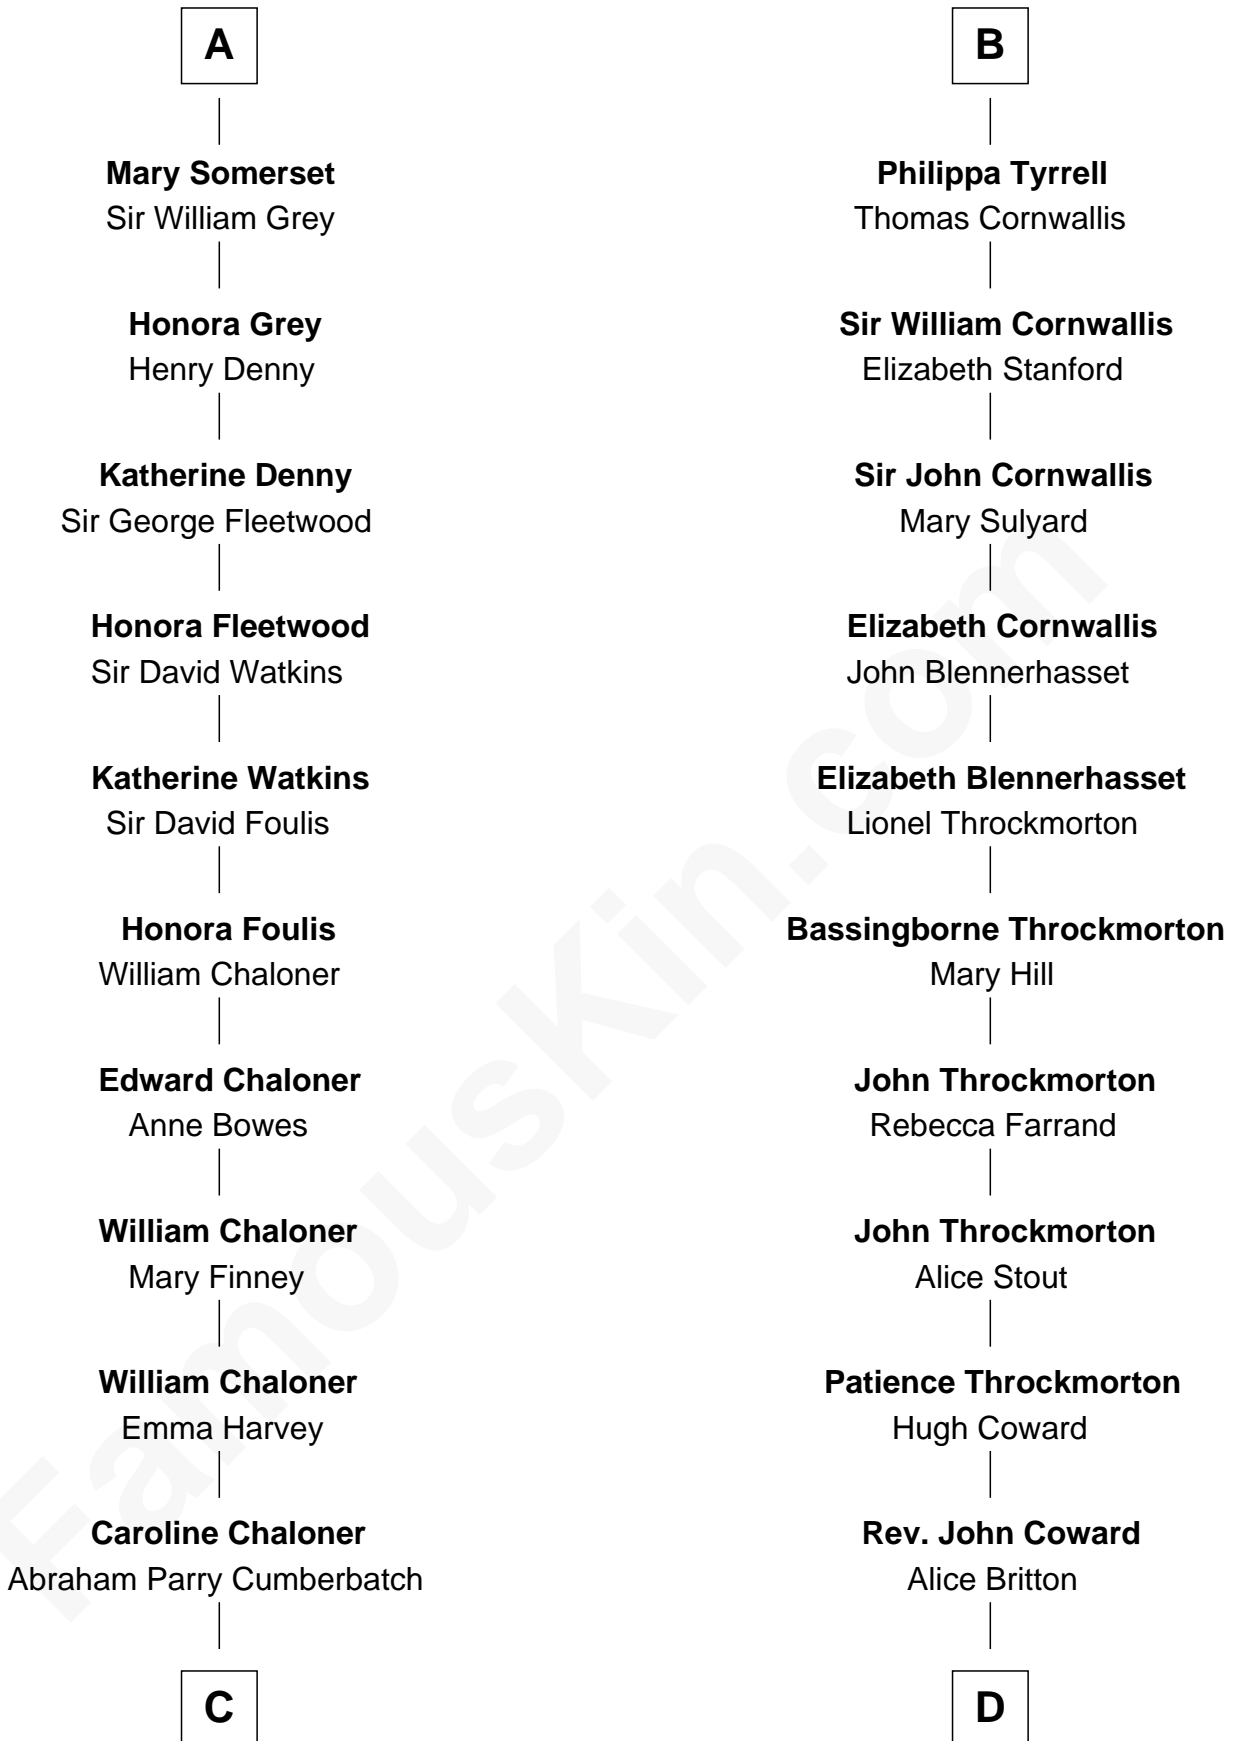 A
Mary Somerset
Sir William Grey
Honora Grey
Henry Denny
Katherine Denny
Sir George Fleetwood
Honora Fleetwood
Sir David Watkins
Katherine Watkins
Sir David Foulis
Honora Foulis
William Chaloner
Edward Chaloner
Anne Bowes
William Chaloner
Mary Finney
William Chaloner
Emma Harvey
Caroline Chaloner
Abraham Parry Cumberbatch
C
B
Philippa Tyrrell
Thomas Cornwallis
Sir William Cornwallis
Elizabeth Stanford
Sir John Cornwallis
Mary Sulyard
Elizabeth Cornwallis
John Blennerhasset
Elizabeth Blennerhasset
Lionel Throckmorton
Bassingborne Throckmorton
Mary Hill
John Throckmorton
Rebecca Farrand
John Throckmorton
Alice Stout
Patience Throckmorton
Hugh Coward
Rev. John Coward
Alice Britton
D
FamousKin.com